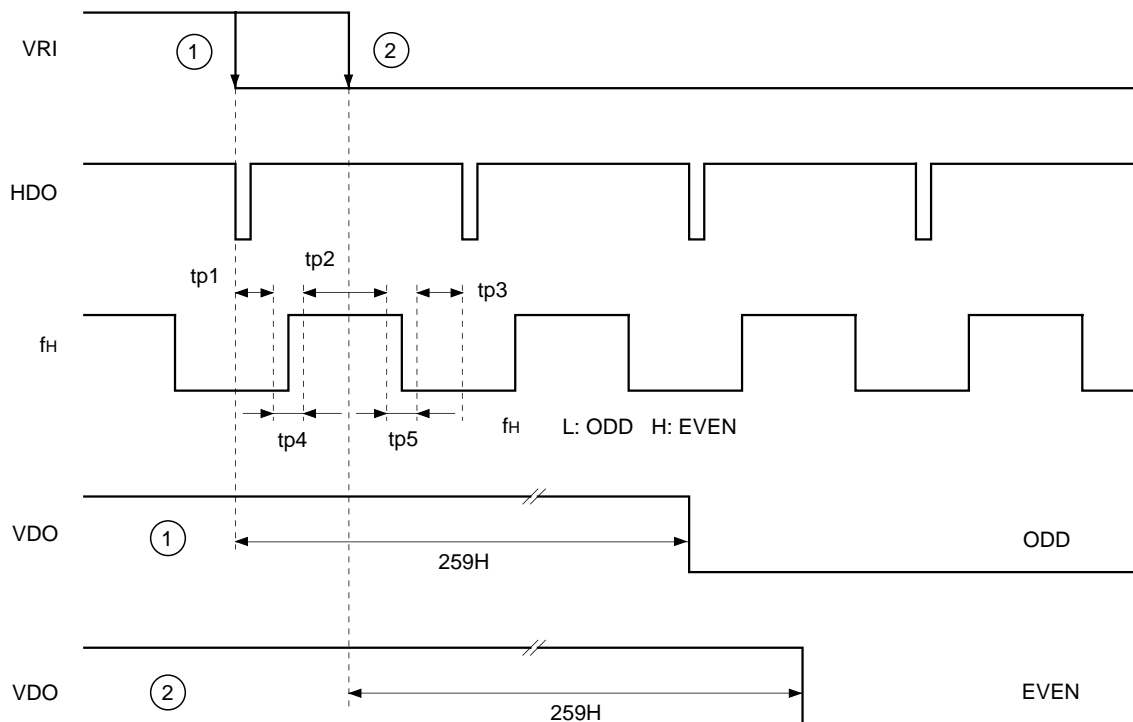 VRI
1
2
HDO
tp1
tp2
tp3
fH
tp4
tp5
fH L: ODD H: EVEN
VDO
1
259H
ODD
VDO
2
259H
EVEN